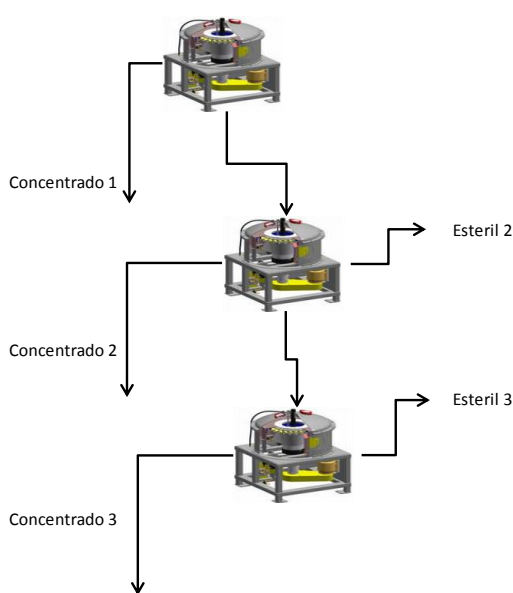 Concentrado 1
Esteril 2
Concentrado 2
Esteril 3
Concentrado 3